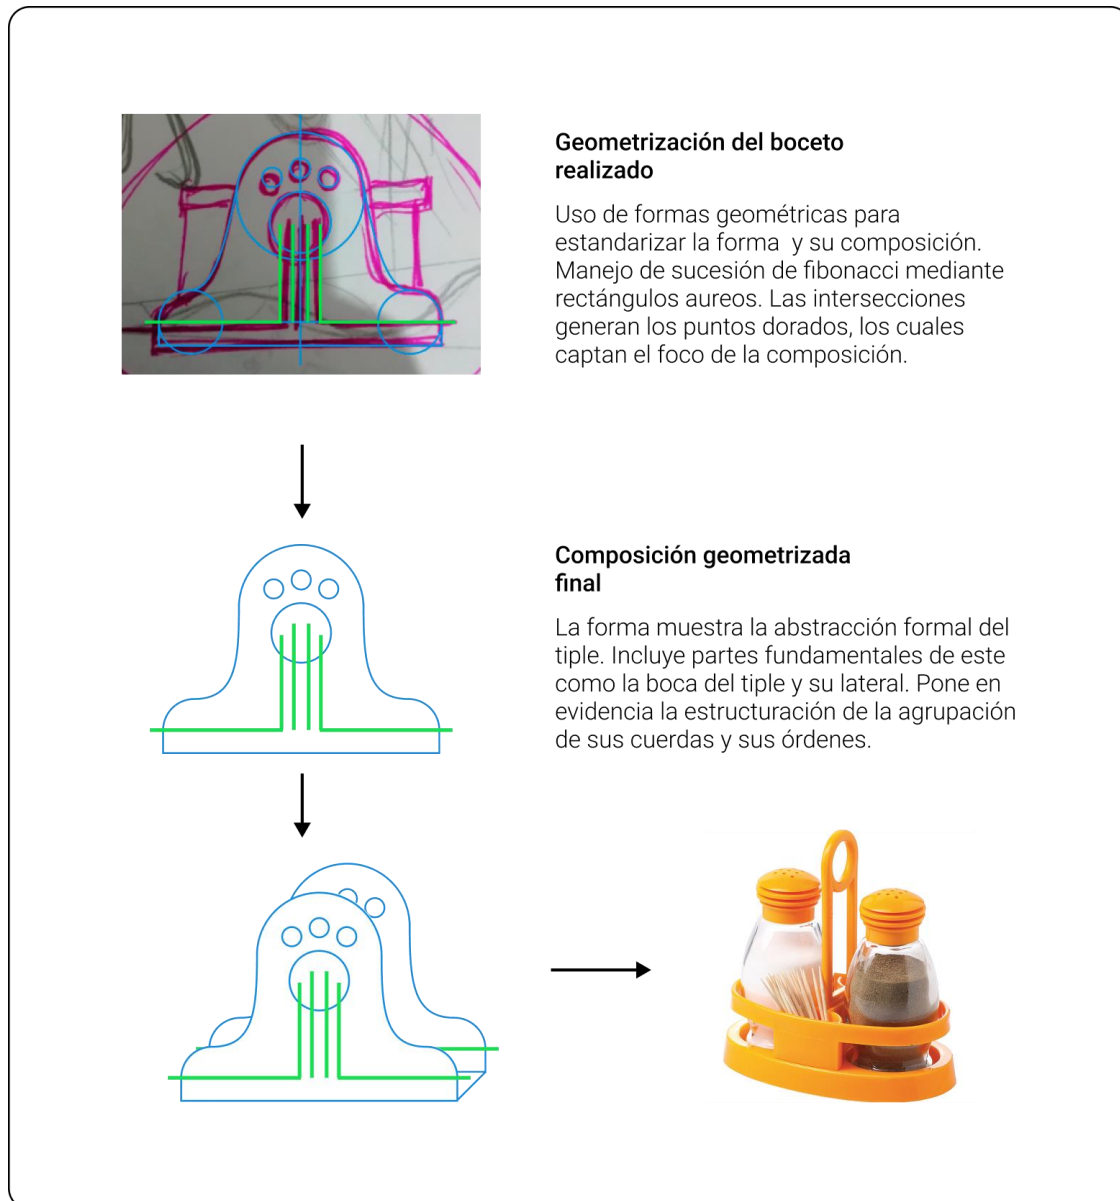 Geometrización del boceto
realizado
Uso de formas geométricas para
estandarizar la forma  y su composición.
Manejo de sucesión de fibonacci mediante
rectángulos aureos. Las intersecciones
generan los puntos dorados, los cuales
captan el foco de la composición.
Composición geometrizada
final
La forma muestra la abstracción formal del
tiple. Incluye partes fundamentales de este
como la boca del tiple y su lateral. Pone en
evidencia la estructuración de la agrupación
de sus cuerdas y sus órdenes.